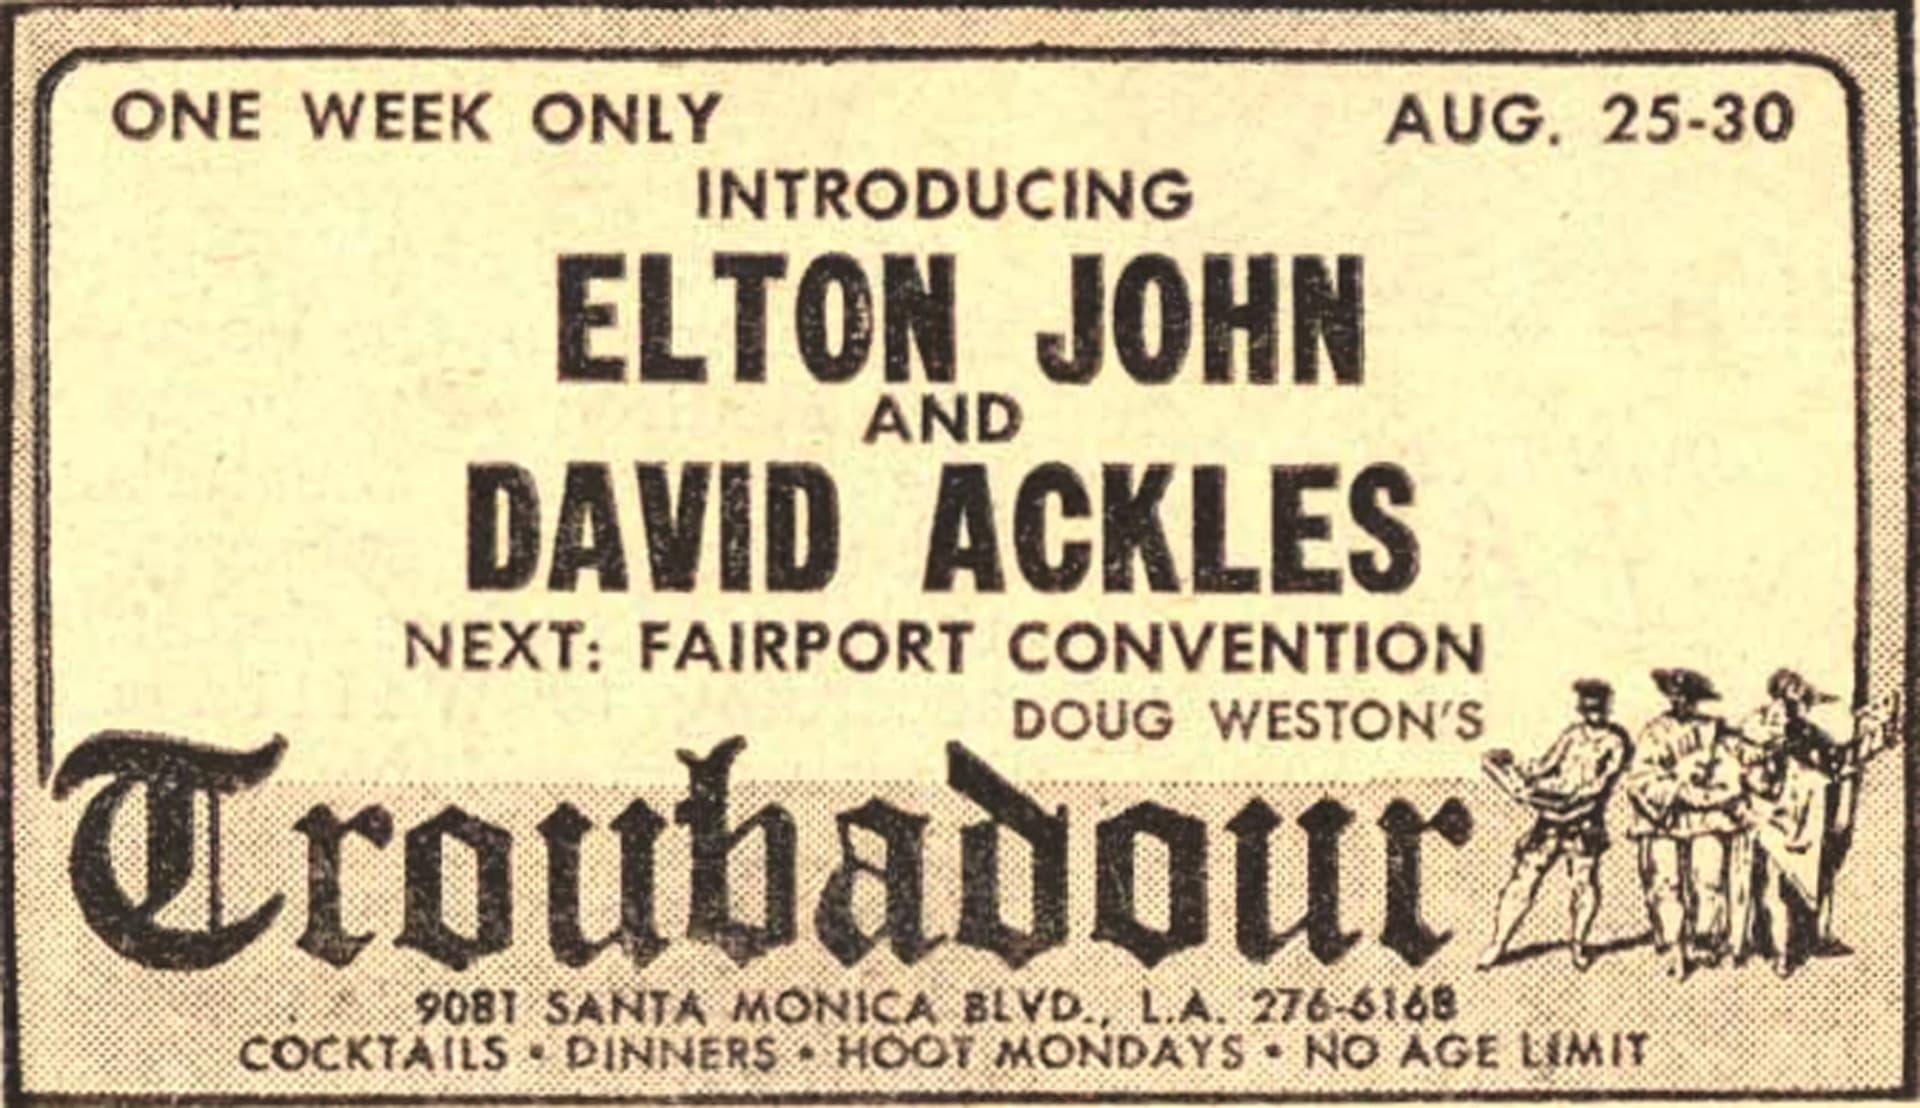 ONE WEEK ONLY AUG. 25-30
INTRODUCING
ELTON JOHN
AND
DAVID ACKLES
NEXT: FAIRPORT CONVENTION
DOUG WESTON'S
Troubadour
9081 SANTA MONICA BLVD., L.A. 276-6168
COCKTAILS • DINNERS • HOOT MONDAYS • NO AGE LIMIT